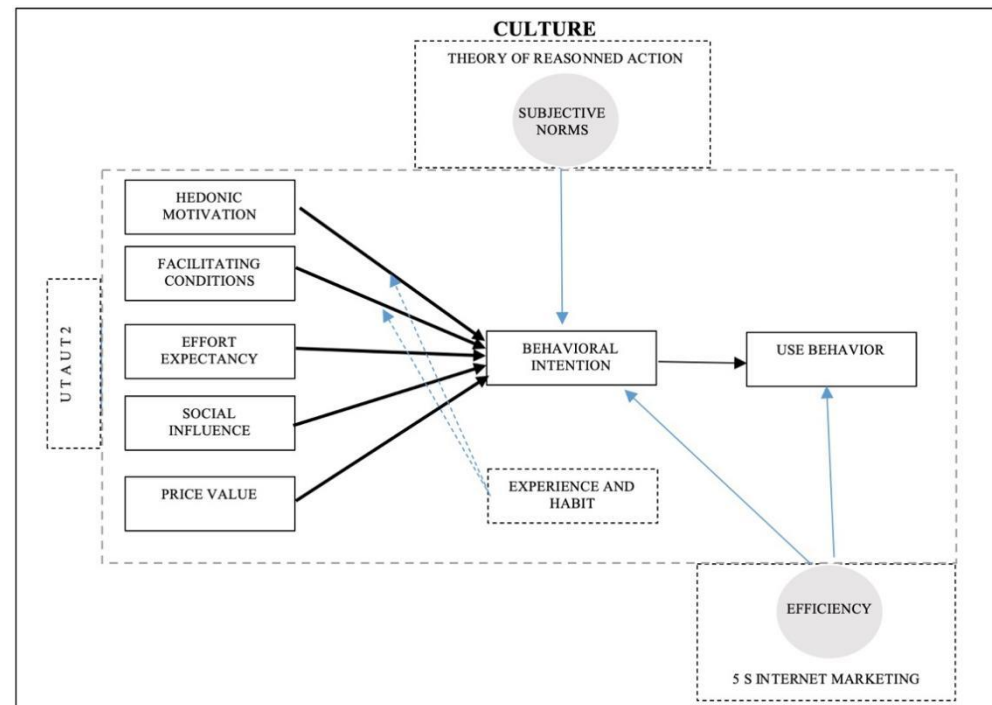 CULTURE
THEORY OF REASONNED ACTION
SUBJECTIVE
NORMS
HEDONIC
MOTIVATION
FACILITATING
CONDITIONS
EFFORT
EXPECTANCY
SOCIAL
INFLUENCE
PRICE VALUE
UTAUT2
BEHAVIORAL
INTENTION
USE BEHAVIOR
EXPERIENCE AND
HABIT
EFFICIENCY
5 S INTERNET MARKETING